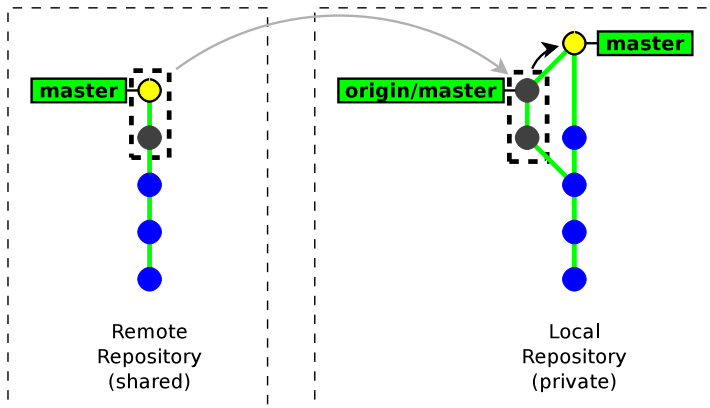 master
master
origin/master
Remote
Repository
(shared)
Local
Repository
(private)